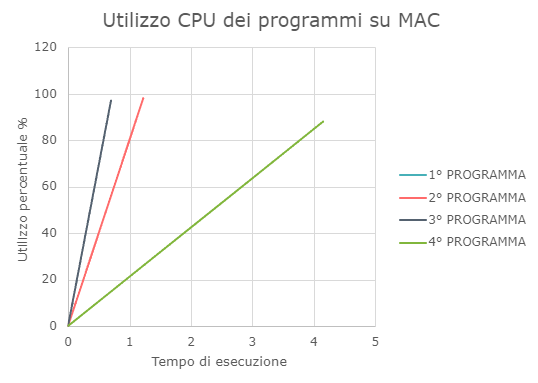 Utilizzo CPU dei programmi su MAC
120
100
80
60
40
20
0
Utilizzo percentuale %
0 1 2 3 4 5
Tempo di esecuzione
1° PROGRAMMA
2° PROGRAMMA
3° PROGRAMMA
4° PROGRAMMA